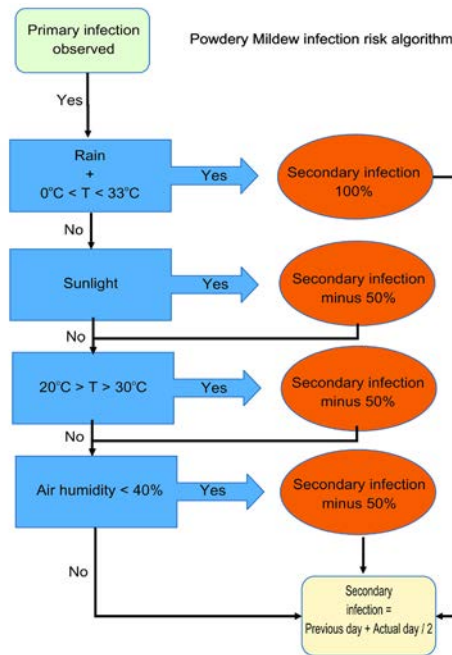 Primary infection
observed
Powdery Mildew infection risk algorithm
Yes
Rain
+
0°C < T < 33°C
Yes
Secondary infection
100%
No
Sunlight
Yes
Secondary infection
minus 50%
No
20°C > T > 30°C
Yes
Secondary infection
minus 50%
No
Air humidity < 40%
Yes
Secondary infection
minus 50%
No
Secondary
infection =
Previous day + Actual day / 2